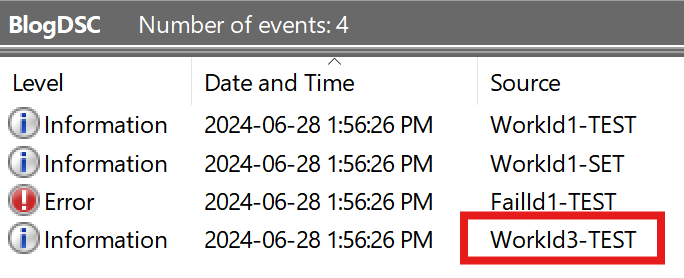 BlogDSC Number of events: 4
Level Date and Time Source
Information 2024-06-28 1:56:26 PM WorkId1-TEST
Information 2024-06-28 1:56:26 PM WorkId1-SET
Error 2024-06-28 1:56:26 PM FailId1-TEST
Information 2024-06-28 1:56:26 PM WorkId3-TEST